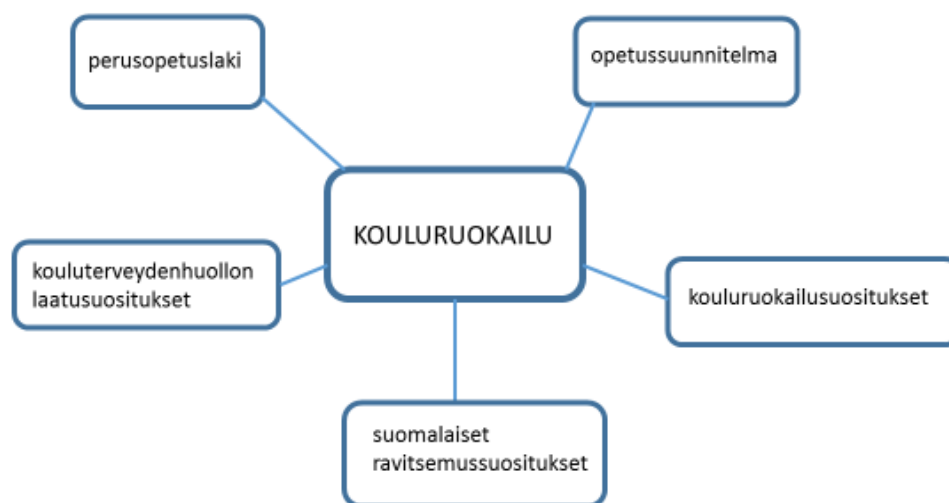 perusopetuslaki
opetussuunnitelma
KOULURUOKAILU
kouluterveydenhuollon
laatusuositukset
kouluruokailusuositukset
suomalaiset
ravitsemussuositukset